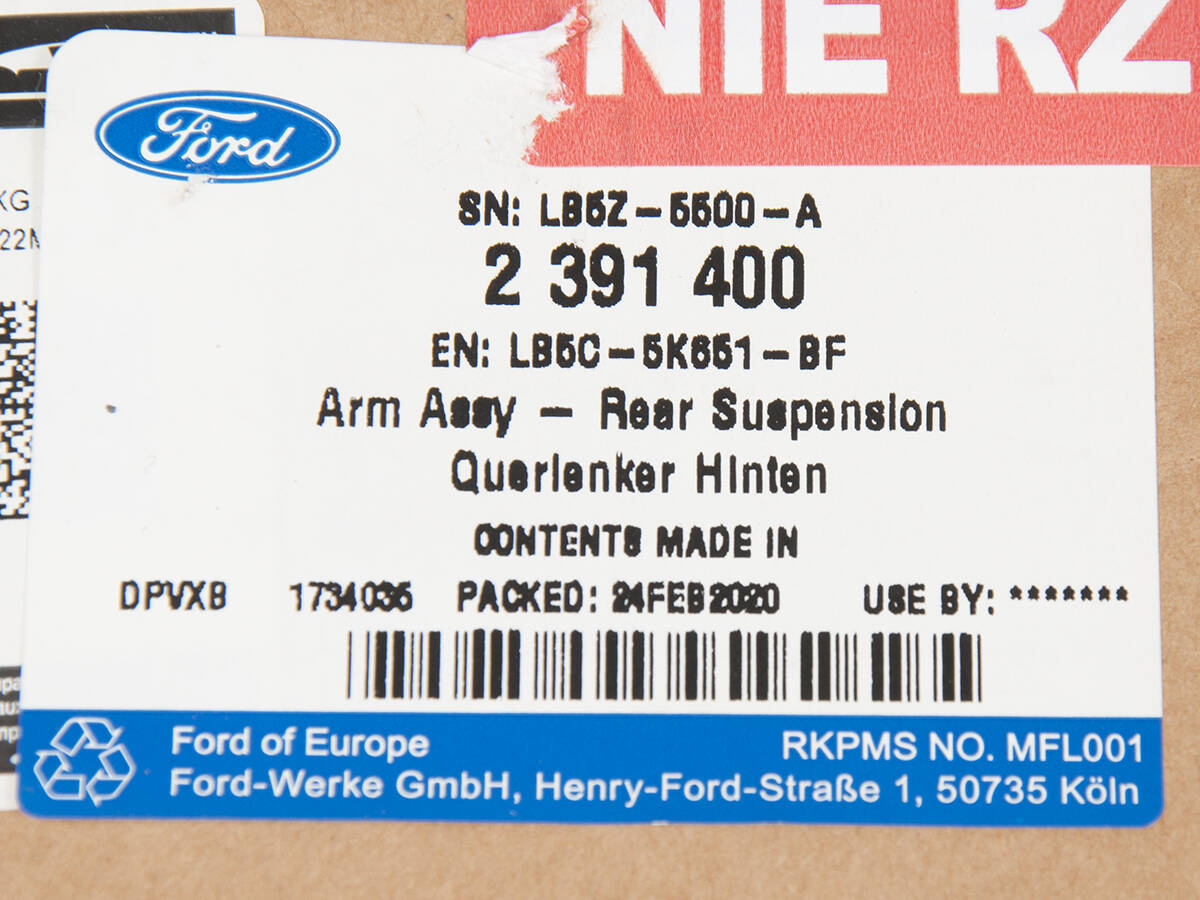 NIE RZ
Ford
KG
22M
SN: LB5Z-5500-A
2 391 400
EN: LB5C-5K651-BF
Arm Assy - Rear Suspension
Querlenker Hinten
CONTENTS MADE IN
DPVXB 1734035 PACKED: 24FEB2020 USE BY: *******
Ford of Europe RKPMS NO. MFL001
Ford-Werke GmbH, Henry-Ford-Straße 1, 50735 Köln